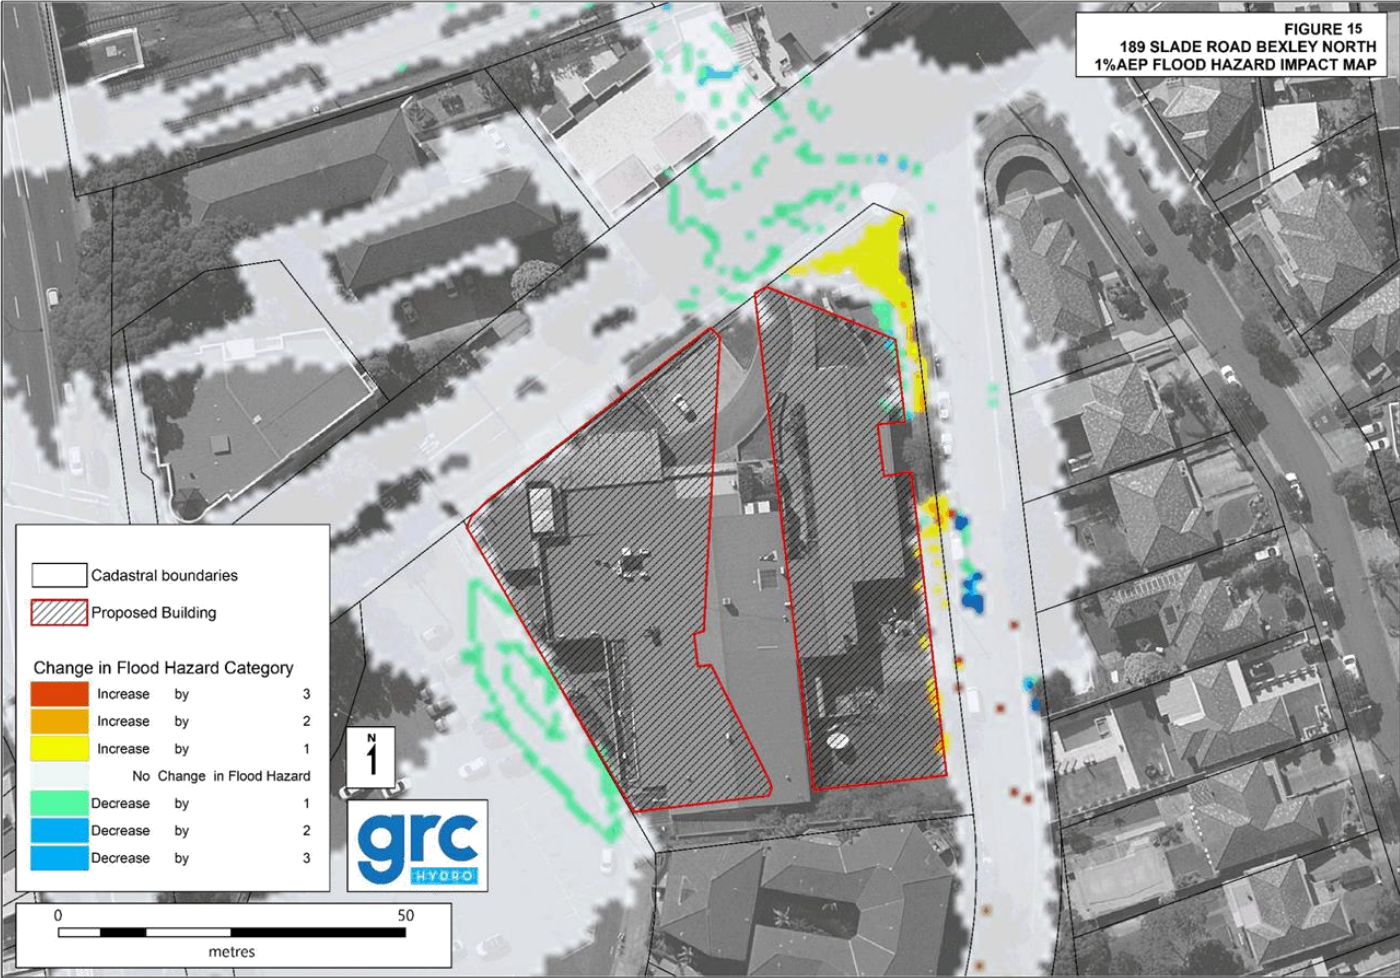 FIGURE 15
189 SLADE ROAD BEXLEY NORTH
1%AEP FLOOD HAZARD IMPACT MAP
Cadastral boundaries
Proposed Building
Change in Flood Hazard Category
Increase by 3
Increase by 2
Increase by 1
No Change in Flood Hazard
Decrease by 1
Decrease by 2
Decrease by 3
N
grc
HYDRO
0 50
metres